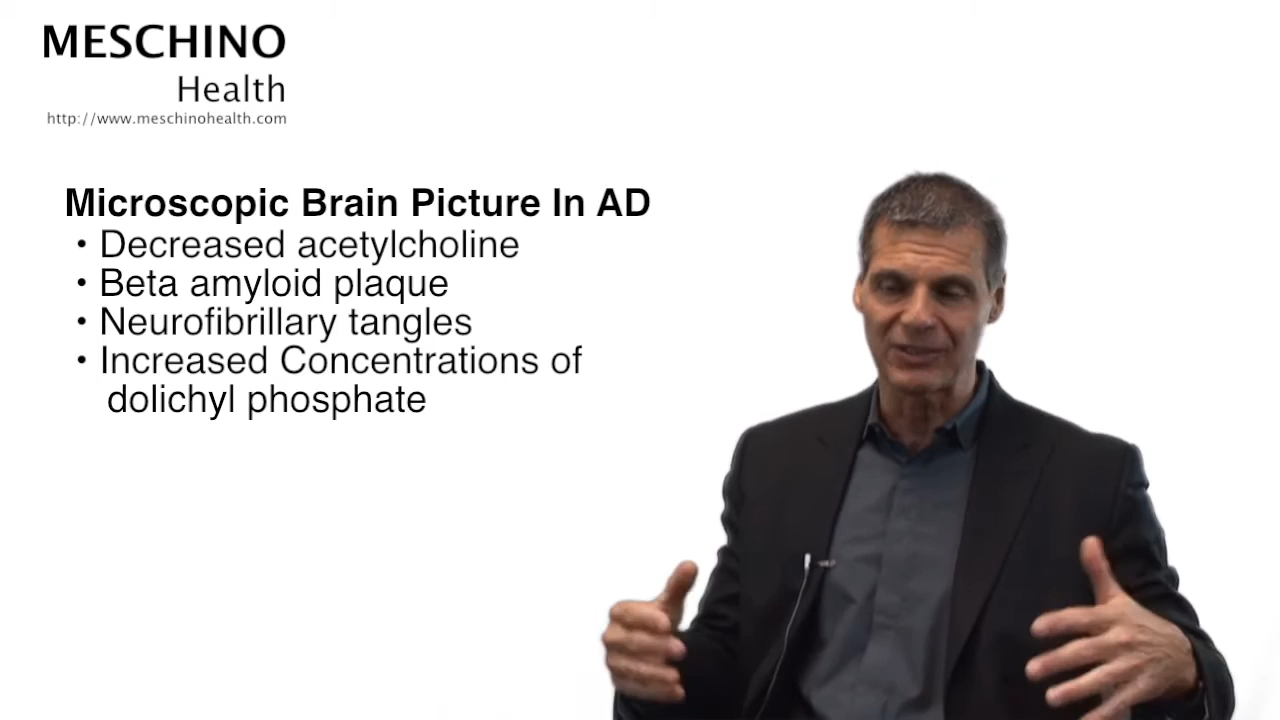 MESCHINO
Health
http://www.meschinohealth.com
Microscopic Brain Picture In AD
• Decreased acetylcholine
• Beta amyloid plaque
• Neurofibrillary tangles
• Increased Concentrations of
dolichyl phosphate